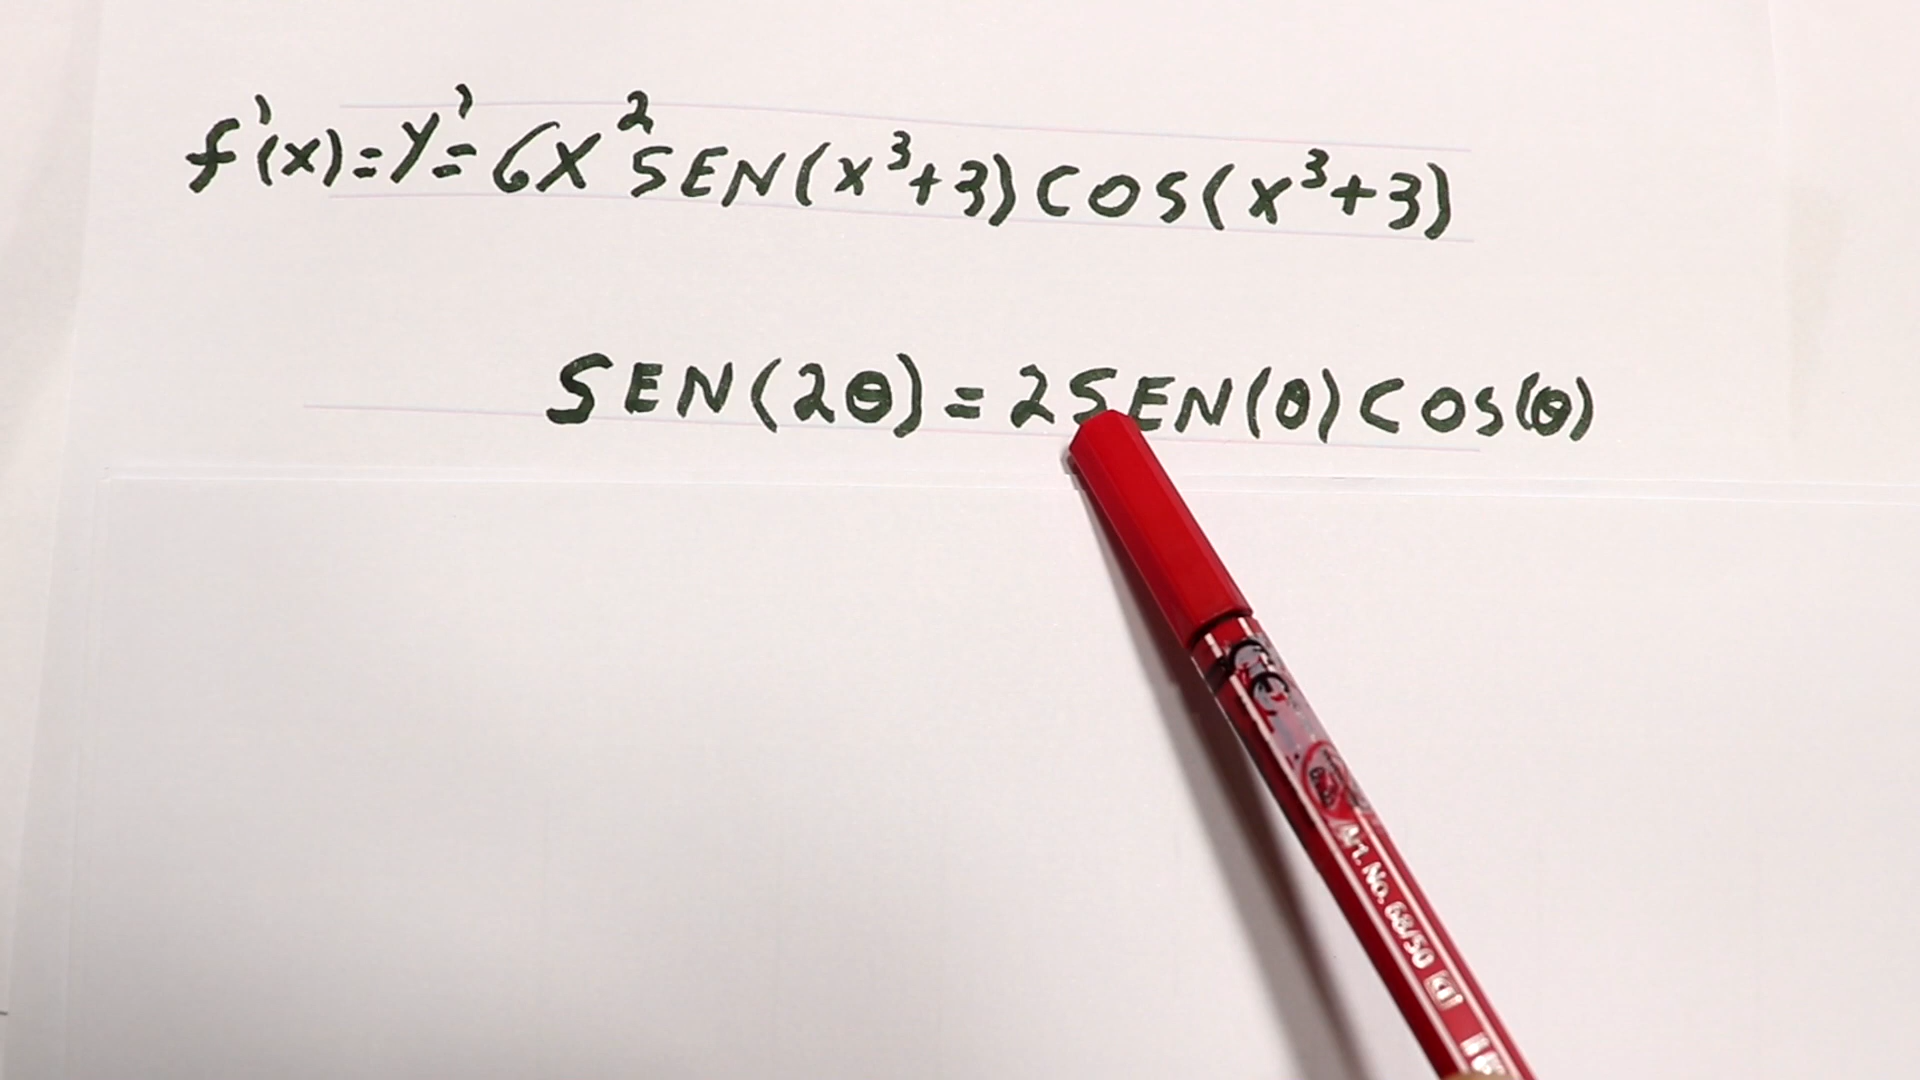 f'(x)=y'=6x²SEN(x³+3)COS(x³+3)
SEN(2θ)=2SEN(θ)COS(θ)
Art. No. 68/50